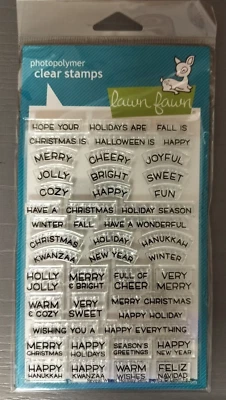 photopolymer
clear stamps
lawn fawn
HOPE YOUR HOLIDAYS ARE FALL IS
CHRISTMAS IS HALLOWEEN IS HAPPY
MERRY CHEERY JOYFUL
JOLLY BRIGHT SWEET
COZY HAPPY FUN
HAVE A CHRISTMAS HOLIDAY SEASON
WINTER FALL HAVE A WONDERFUL
CHRISTMAS HOLIDAY HANUKKAH
KWANZAA NEW YEAR WINTER
HOLLY JOLLY MERRY & BRIGHT FULL OF CHEER VERY MERRY
WARM & COZY VERY SWEET MERRY CHRISTMAS
HAPPY HOLIDAY
WISHING YOU A HAPPY EVERYTHING
MERRY CHRISTMAS HAPPY HOLIDAYS SEASON'S GREETINGS HAPPY NEW YEAR
HAPPY HANUKKAH HAPPY KWANZAA WARM WISHES FELIZ NAVIDAD